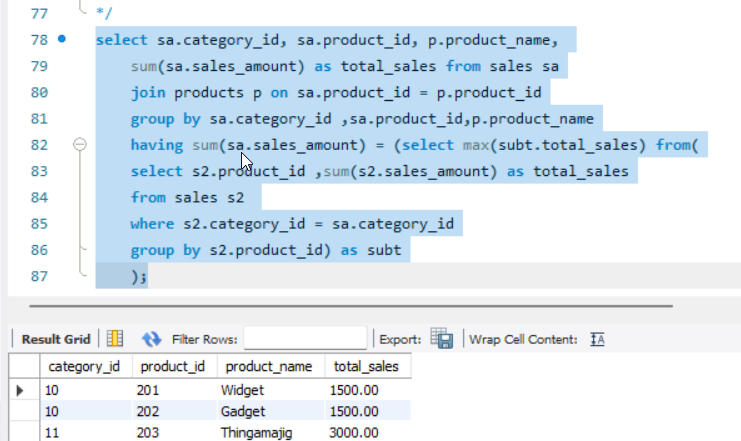 77 */
78 select sa.category_id, sa.product_id, p.product_name,
79 sum(sa.sales_amount) as total_sales from sales sa
80 join products p on sa.product_id = p.product_id
81 group by sa.category_id ,sa.product_id,p.product_name
82 having sum(sa.sales_amount) = (select max(subt.total_sales) from(
83 select s2.product_id ,sum(s2.sales_amount) as total_sales
84 from sales s2
85 where s2.category_id = sa.category_id
86 group by s2.product_id) as subt
87 );
Result Grid Filter Rows: Export: Wrap Cell Content: IA
category_id product_id product_name total_sales
10 201 Widget 1500.00
10 202 Gadget 1500.00
11 203 Thingamajig 3000.00